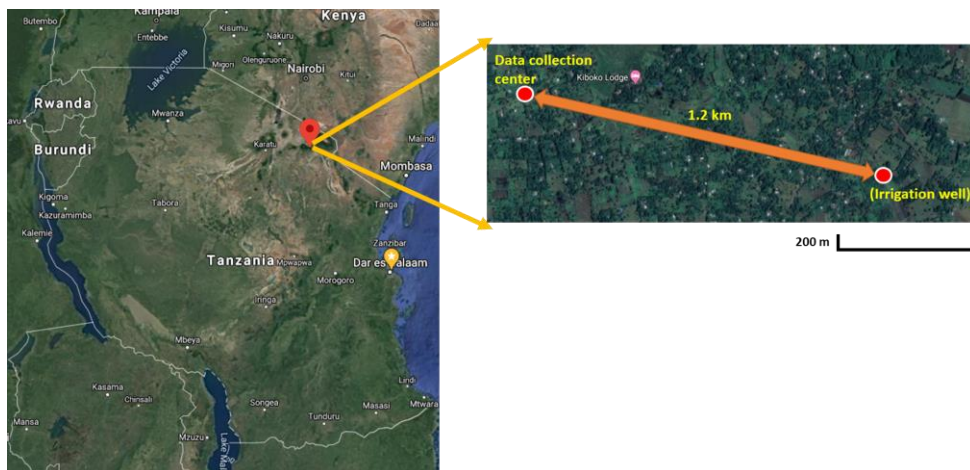 Kampala
Kenya
Butembo
Entebbe
Kisumu
Nakuru
Olenguruone
Migori
Nairobi
Kitui
Lake Victoria
Rwanda
Mwanza
Karatu
Malindi
Burundi
Mombasa
Kigoma
Kazuramimba
Tabora
Tanga
Kalemie
Zanzibar
Tanzania
Mpwapwa
Dar es Salaam
Morogoro
Iringa
Mbeya
Kasama
Chinsali
Lindi
Mtwara
Masasi
Songea
Tunduru
Mansa
Mzuzu
Data collection
center
Kiboko Lodge
1.2 km
(Irrigation well)
200 m